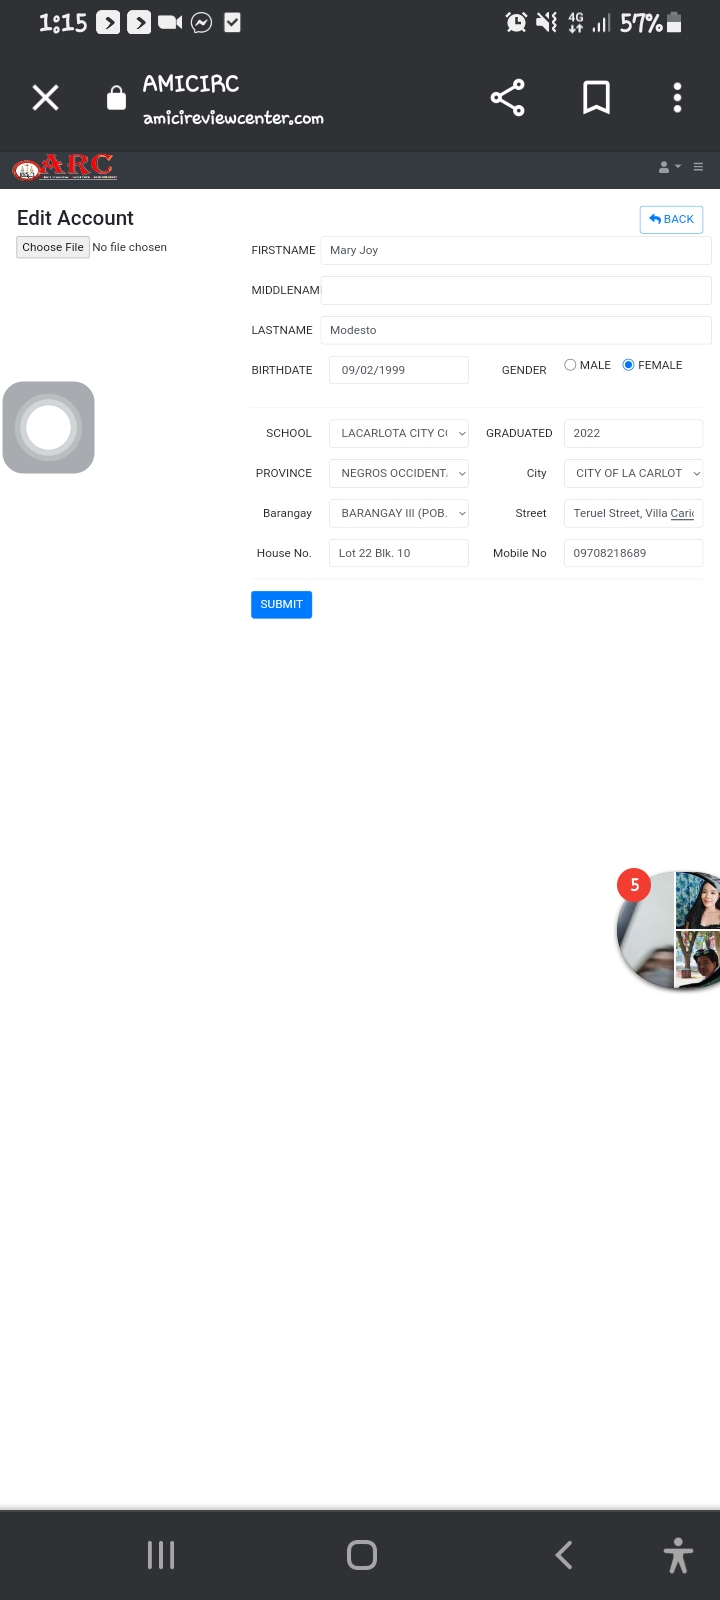 1:15 4G 57%
AMICIRC
amicireviewcenter.com
ARC
Edit Account
BACK
Choose File No file chosen
FIRSTNAME Mary Joy
MIDDLENAM
LASTNAME Modesto
BIRTHDATE 09/02/1999 GENDER MALE FEMALE
SCHOOL LACARLOTA CITY CO GRADUATED 2022
PROVINCE NEGROS OCCIDENT City CITY OF LA CARLOT
Barangay BARANGAY III (POB. Street Teruel Street, Villa Cari
House No. Lot 22 Blk. 10 Mobile No 09708218689
SUBMIT
5